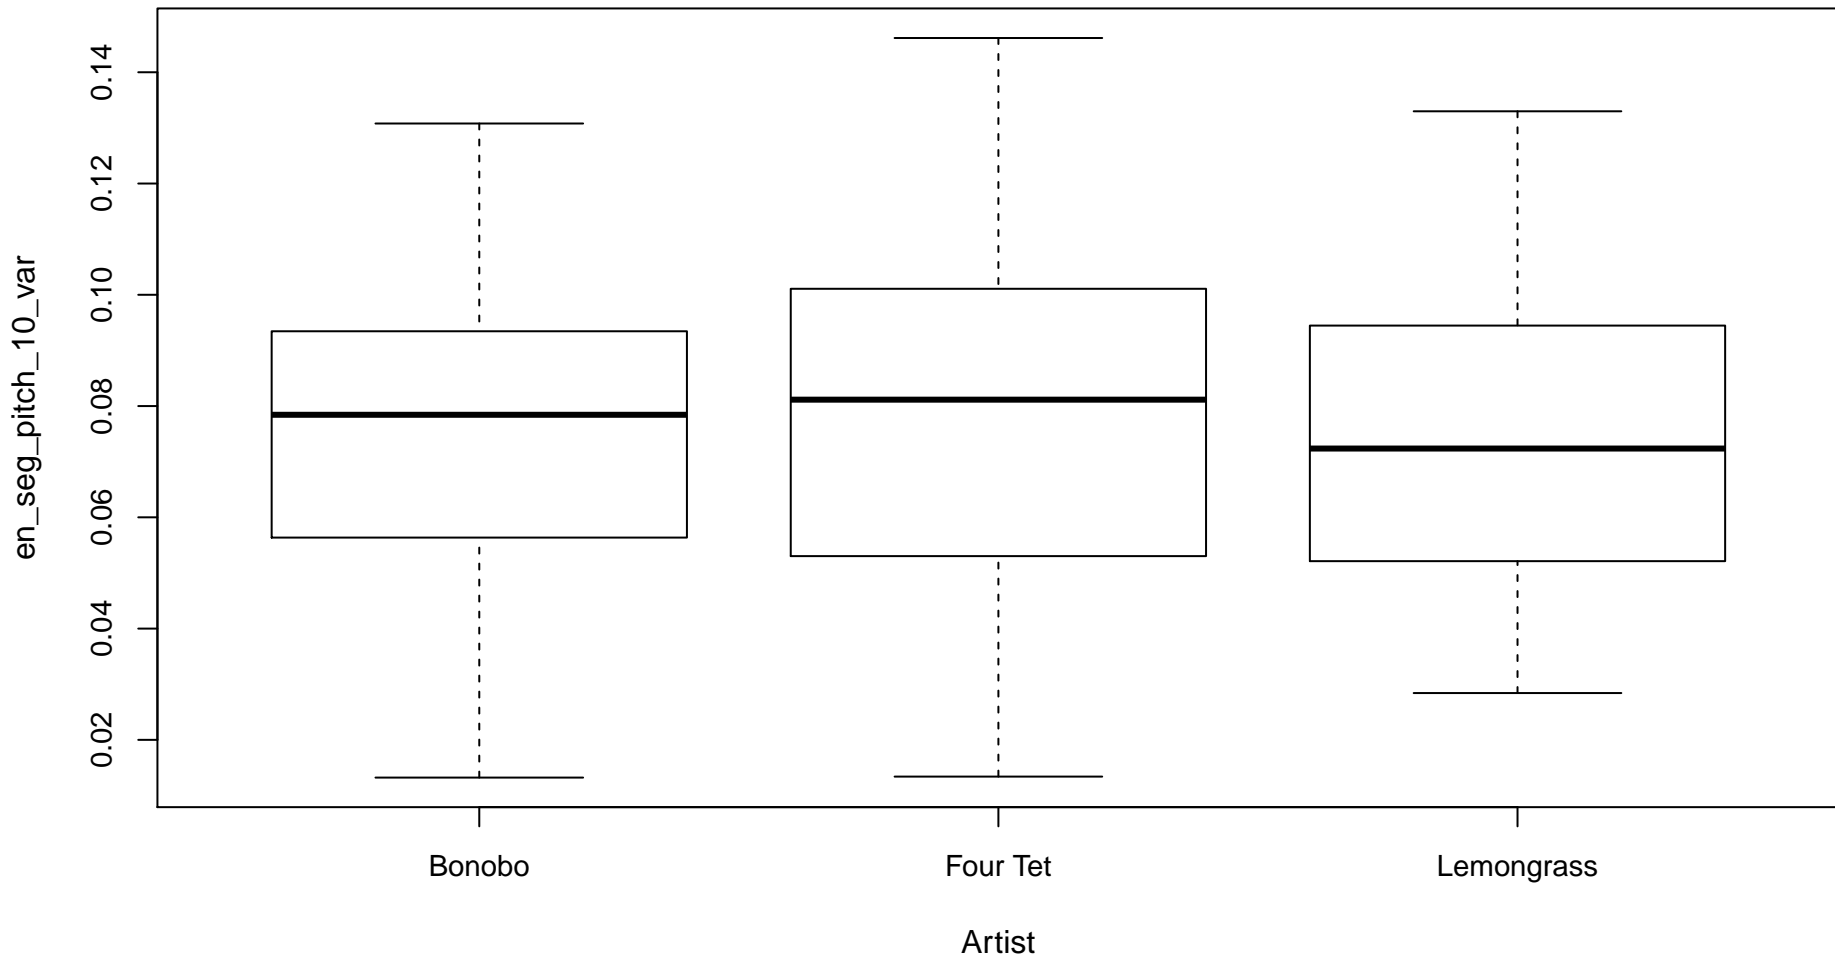 en_seg_pitch_10_var
0.14
0.12
0.10
0.08
0.06
0.04
0.02
Bonobo
Four Tet
Lemongrass
Artist